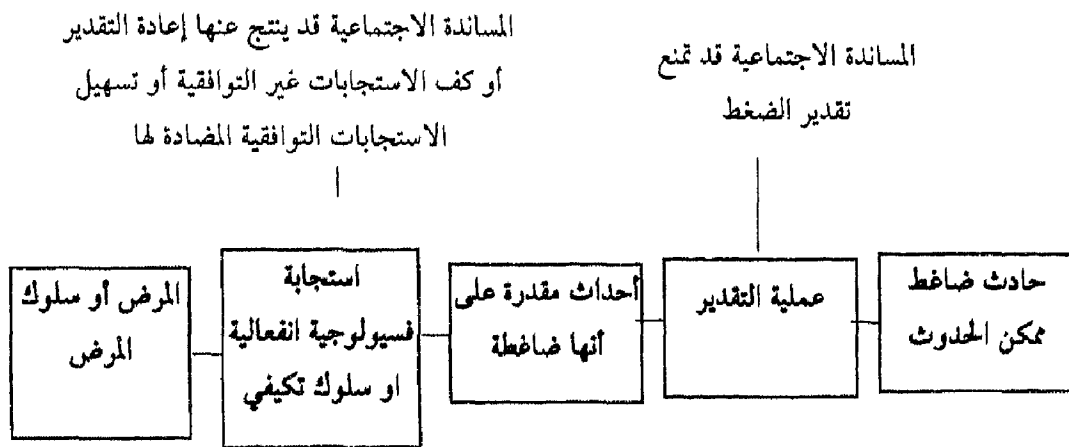 المساندة الاجتماعية قد تمنع
تقدير الضغط
المساندة الاجتماعية قد ينتج عنها إعادة التقدير
أو كف الاستجابات غير التوافقية أو تسهيل
الاستجابات التوافقية المضادة لها
حادث ضاغط
ممكن الحدوث
عملية التقدير
أحداث مقدرة على
أنها ضاغطة
استجابة
فسيولوجية انفعالية
او سلوك تكيفي
المرض أو سلوك
المرض